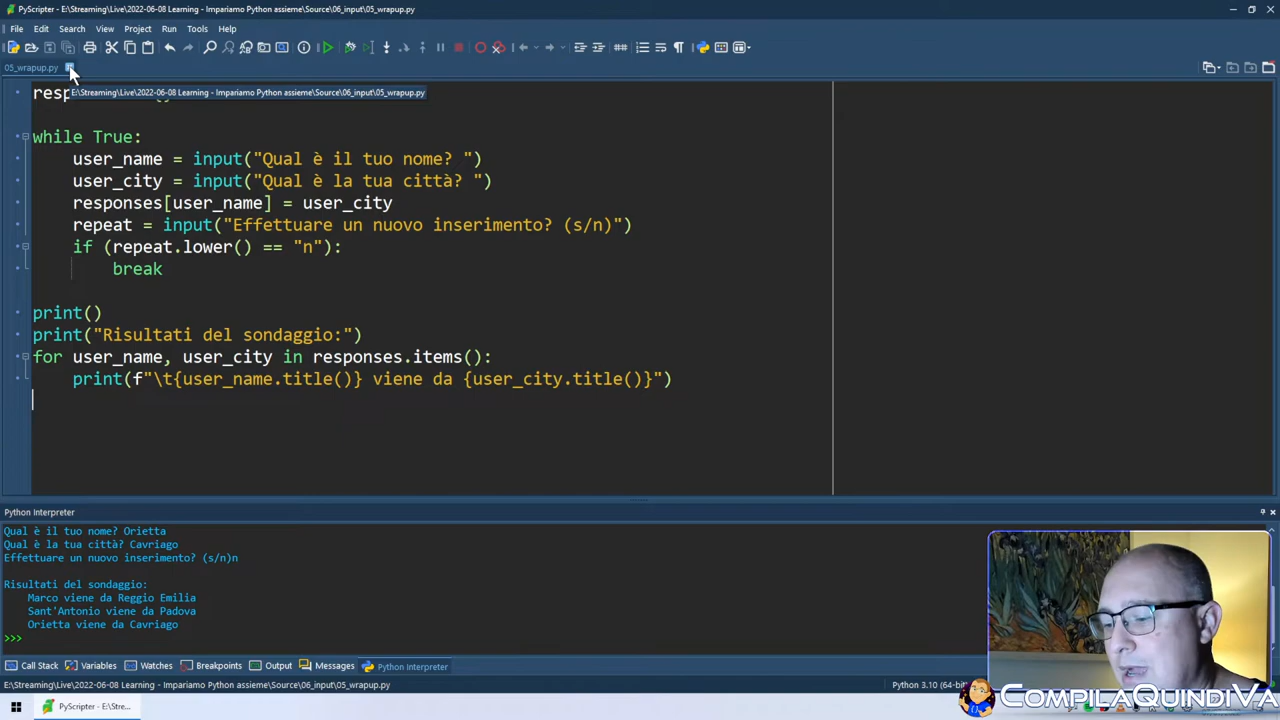 PyScripter - E:\Streaming\Live\2022-06-08 Learning - Impariamo Python assieme\Source\06_input\05_wrapup.py
File Edit Search View Project Run Tools Help
05_wrapup.py
E:\Streaming\Live\2022-06-08 Learning - Impariamo Python assieme\Source\06_input\05_wrapup.py
while True:
    user_name = input("Qual è il tuo nome? ")
    user_city = input("Qual è la tua città? ")
    responses[user_name] = user_city
    repeat = input("Effettuare un nuovo inserimento? (s/n)")
    if (repeat.lower() == "n"):
        break
print()
print("Risultati del sondaggio:")
for user_name, user_city in responses.items():
    print(f"\t{user_name.title()} viene da {user_city.title()}")
Python Interpreter
Qual è il tuo nome? Orietta
Qual è la tua città? Cavriago
Effettuare un nuovo inserimento? (s/n)n
Risultati del sondaggio:
    Marco viene da Reggio Emilia
    Sant'Antonio viene da Padova
    Orietta viene da Cavriago
>>>
Call Stack Variables Watches Breakpoints Output Messages Python Interpreter
E:\Streaming\Live\2022-06-08 Learning - Impariamo Python assieme\Source\06_input\05_wrapup.py Python 3.10 (64-bit)
PyScripter - E:\Stre...
CompilaQuindiVa